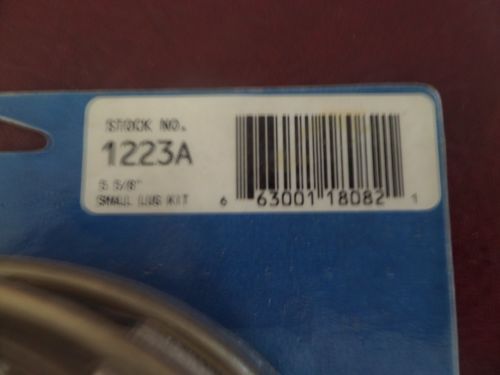 STOCK NO.
1223A
5 5/8"
SMALL LUG KIT
6 63001 18082 1